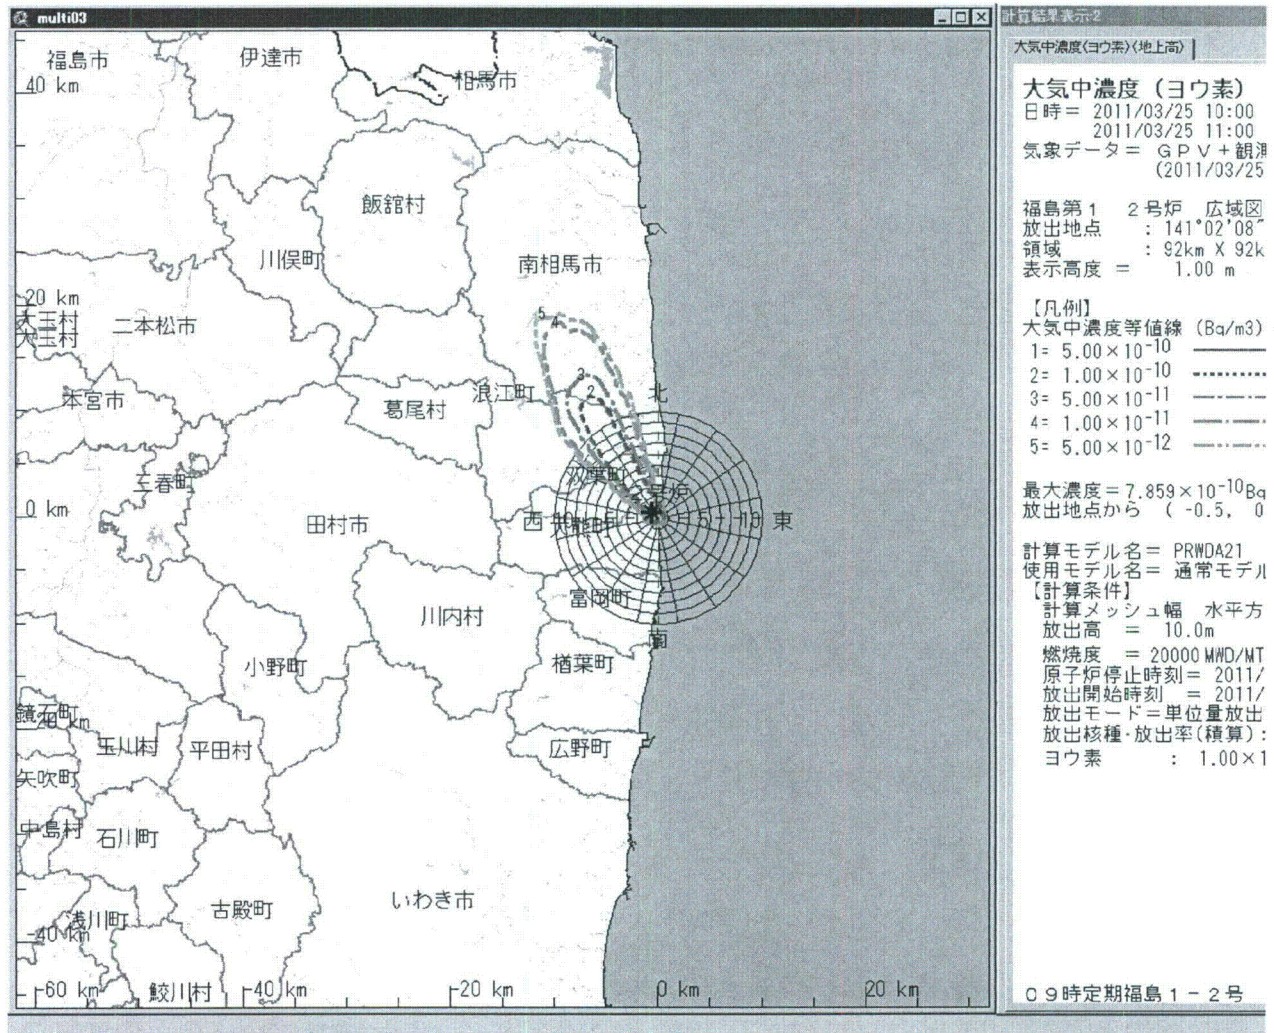 multi03
福島市
伊達市
相馬市
40 km
飯舘村
川俣町
南相馬市
20 km
大玉村
大玉村
二本松市
5
4
3
2
浪江町
北
本宮市
葛尾村
三春町
双葉町
0 km
田村市
西
東
富岡町
川内村
南
小野町
楢葉町
鏡石町
玉川村
平田村
広野町
矢吹町
中島村
石川町
浅川町
古殿町
いわき市
-40 km
鮫川村
-60 km
-40 km
-20 km
0 km
20 km
計算結果表示:2
大気中濃度(ヨウ素)(地上高)
大気中濃度(ヨウ素)
日時= 2011/03/25 10:00
2011/03/25 11:00
気象データ= GPV+観測
(2011/03/25
福島第1 2号炉 広域図
放出地点 : 141°02'08"
領域 : 92km X 92k
表示高度 = 1.00 m
【凡例】
大気中濃度等値線 (Bq/m3)
1= 5.00×10-10
2= 1.00×10-10
3= 5.00×10-11
4= 1.00×10-11
5= 5.00×10-12
最大濃度=7.859×10-10Bq
放出地点から ( -0.5, 0
計算モデル名= PRWDA21
使用モデル名= 通常モデル
【計算条件】
計算メッシュ幅 水平方
放出高 = 10.0m
燃焼度 = 20000MWD/MT
原子炉停止時刻= 2011/
放出開始時刻 = 2011/
放出モード=単位量放出
放出核種・放出率(積算):
ヨウ素 : 1.00×1
09時定期福島1-2号